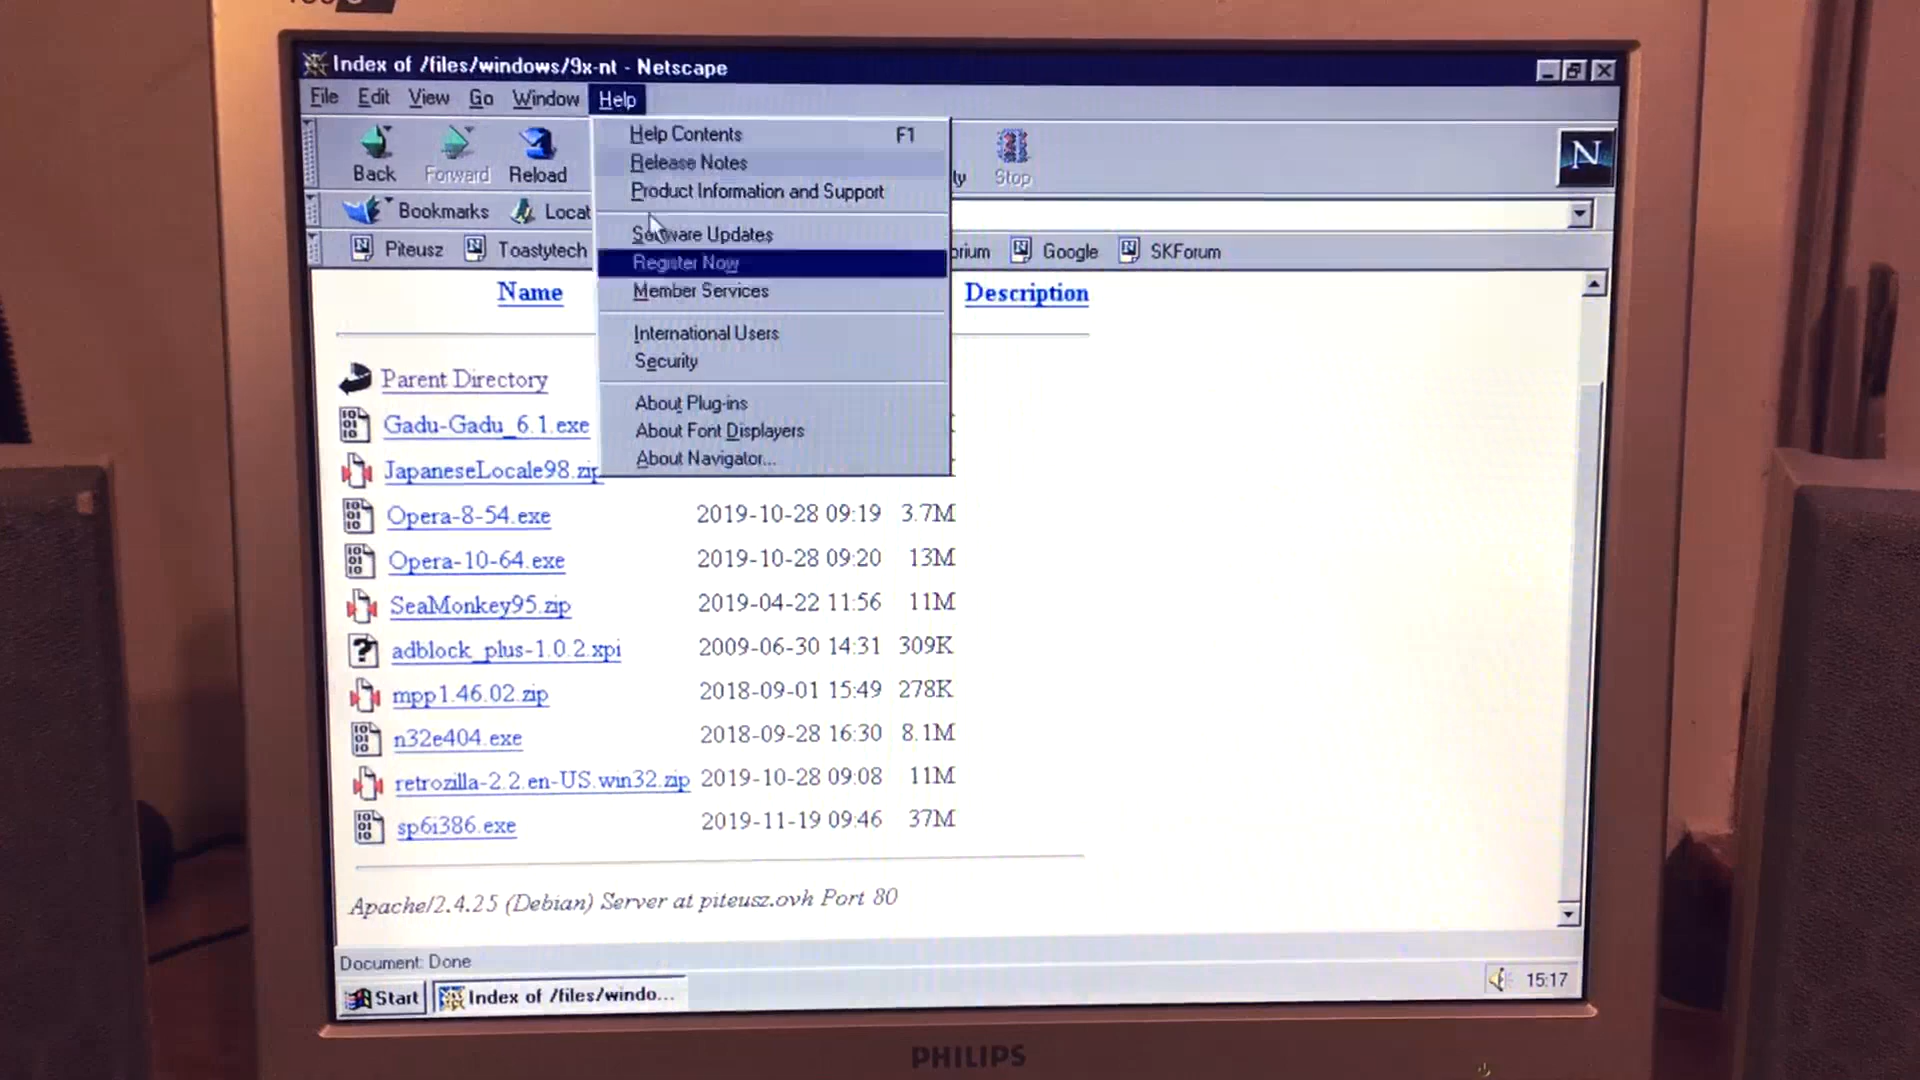 Index of /files/windows/9x-nt - Netscape
File Edit View Go Window Help
Help Contents F1
Release Notes
Product Information and Support
Software Updates
Register Now
Member Services
International Users
Security
About Plug-ins
About Font Displayers
About Navigator...
Back Forward Reload Stop
N
Bookmarks Locat
Piteusz Toastytech orium Google SKForum
Name Description
Parent Directory
Gadu-Gadu_6.1.exe
JapaneseLocale98.zip
Opera-8-54.exe 2019-10-28 09:19 3.7M
Opera-10-64.exe 2019-10-28 09:20 13M
SeaMonkey95.zip 2019-04-22 11:56 11M
adblock_plus-1.0.2.xpi 2009-06-30 14:31 309K
mpp1.46.02.zip 2018-09-01 15:49 278K
n32e404.exe 2018-09-28 16:30 8.1M
retrozilla-2.2.en-US.win32.zip 2019-10-28 09:08 11M
sp6i386.exe 2019-11-19 09:46 37M
Apache/2.4.25 (Debian) Server at piteusz.ovh Port 80
Document: Done
Start Index of /files/windo... 15:17
PHILIPS